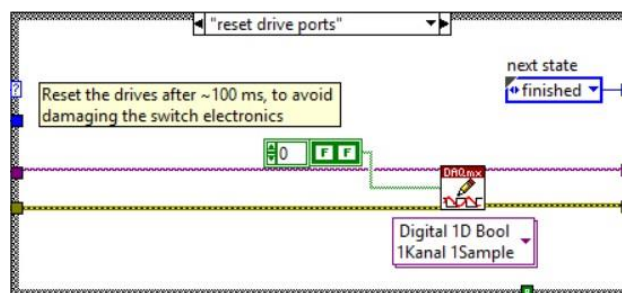 "reset drive ports"
next state
finished
?
Reset the drives after ~100 ms, to avoid
damaging the switch electronics
0 F F
DAQmx
Digital 1D Bool
1Kanal 1Sample